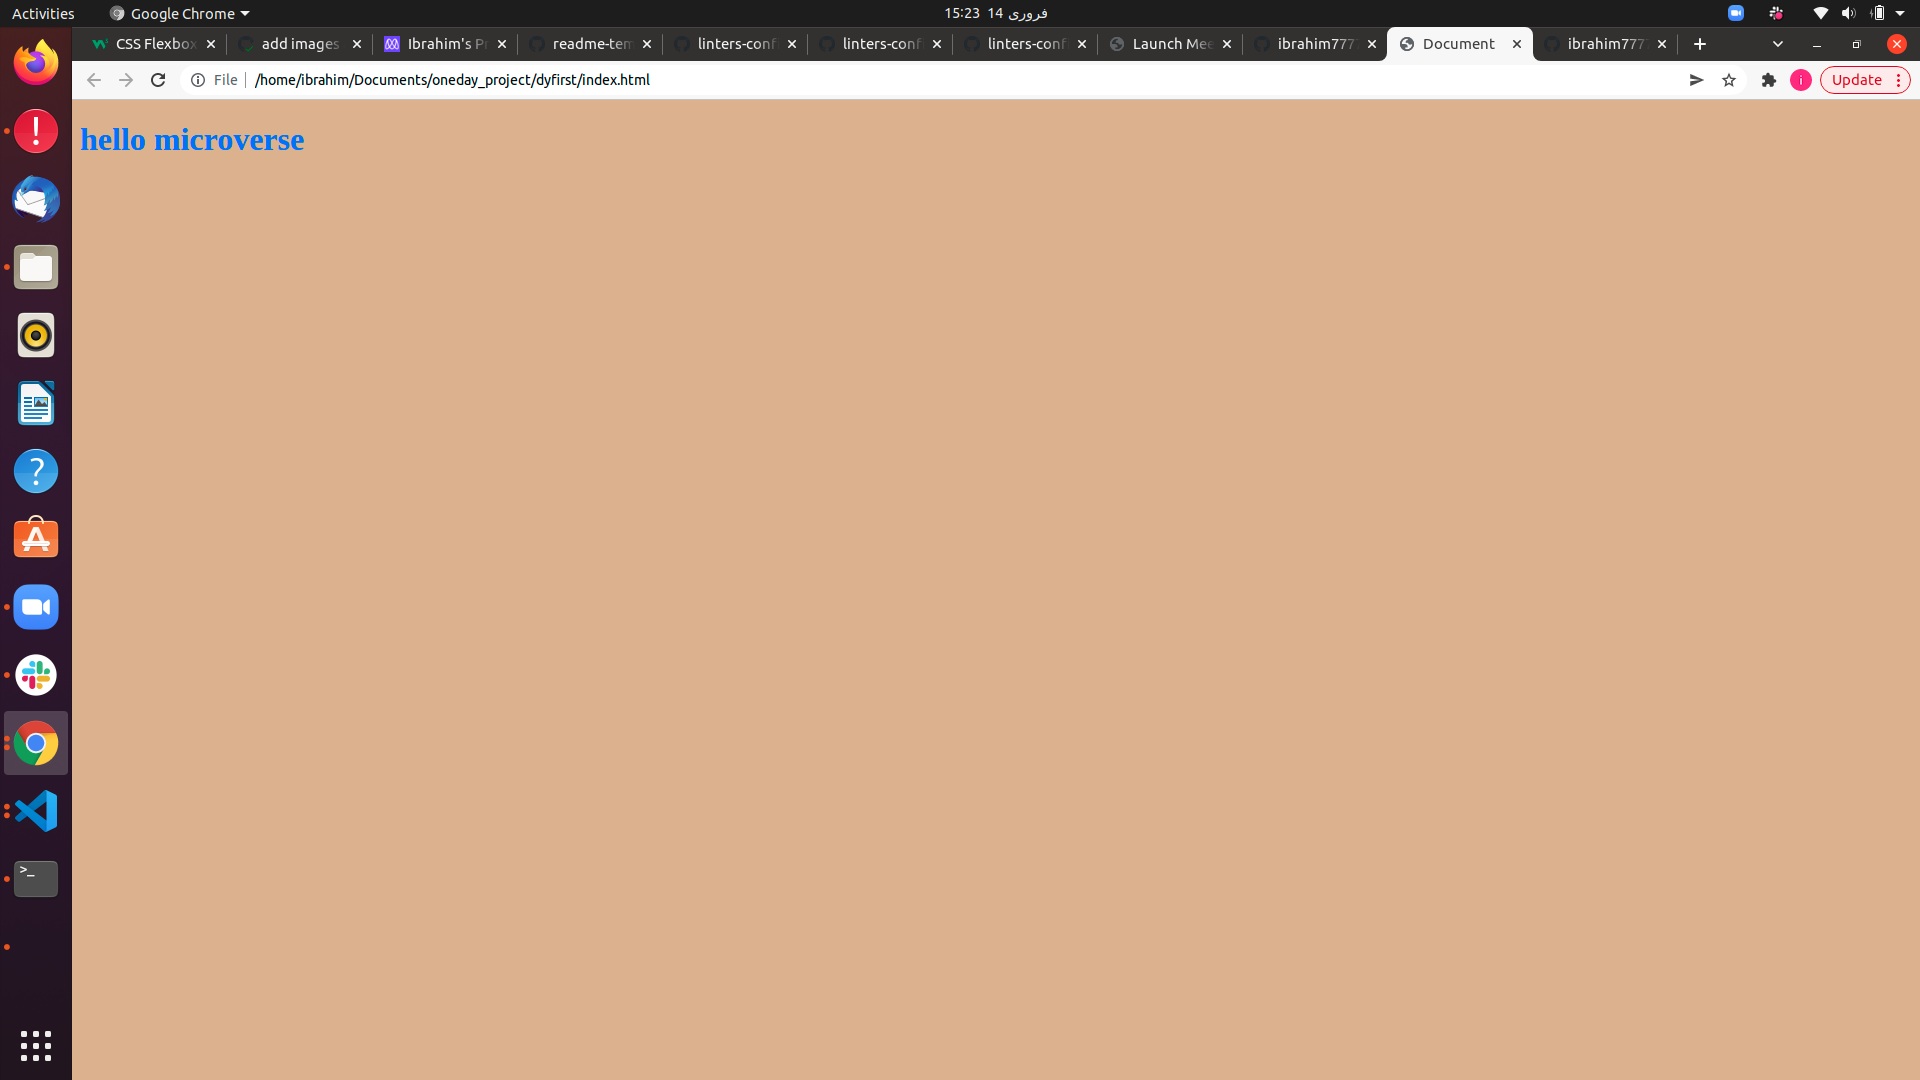 Activities
Google Chrome
15:23 14 فروری
CSS Flexbox
add images
Ibrahim's P
readme-tem
linters-conf
linters-conf
linters-conf
Launch Mee
ibrahim777
Document
ibrahim777
File
/home/ibrahim/Documents/oneday_project/dyfirst/index.html
i
Update
hello microverse